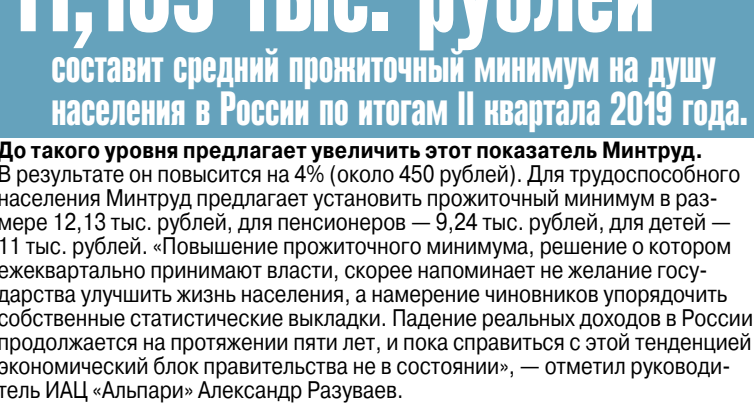 тыс. рублей
составит средний прожиточный минимум на душу
населения в России по итогам II квартала 2019 года.
До такого уровня предлагает увеличить этот показатель Минтруд.
В результате он повысится на 4% (около 450 рублей). Для трудоспособного
населения Минтруд предлагает установить прожиточный минимум в раз-
мере 12,13 тыс. рублей, для пенсионеров — 9,24 тыс. рублей, для детей —
11 тыс. рублей. «Повышение прожиточного минимума, решение о котором
ежеквартально принимают власти, скорее напоминает не желание госу-
дарства улучшить жизнь населения, а намерение чиновников упорядочить
собственные статистические выкладки. Падение реальных доходов в России
продолжается на протяжении пяти лет, и пока справиться с этой тенденцией
экономический блок правительства не в состоянии», — отметил руководи-
тель ИАЦ «Альпари» Александр Разуваев.